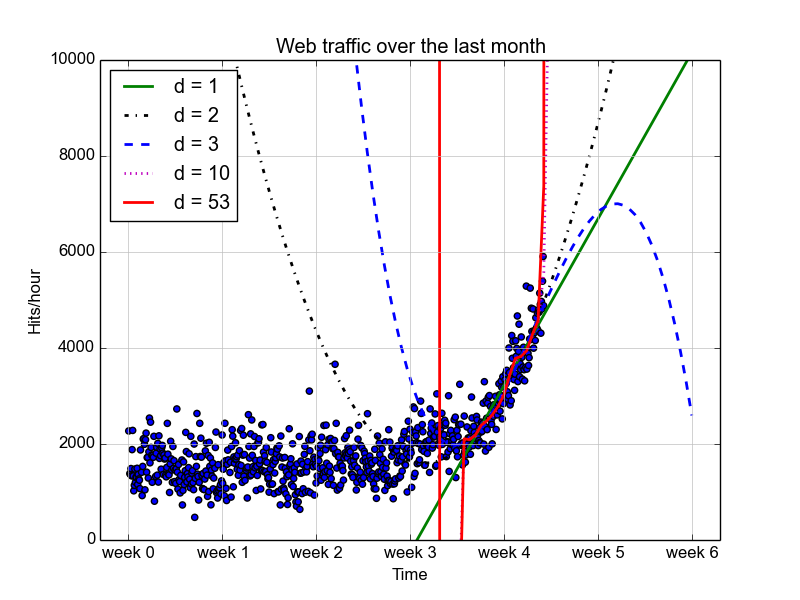 Web traffic over the last month
10000
8000
6000
4000
2000
0
Hits/hour
d = 1
d = 2
d = 3
d = 10
d = 53
week 0 week 1 week 2 week 3 week 4 week 5 week 6
Time